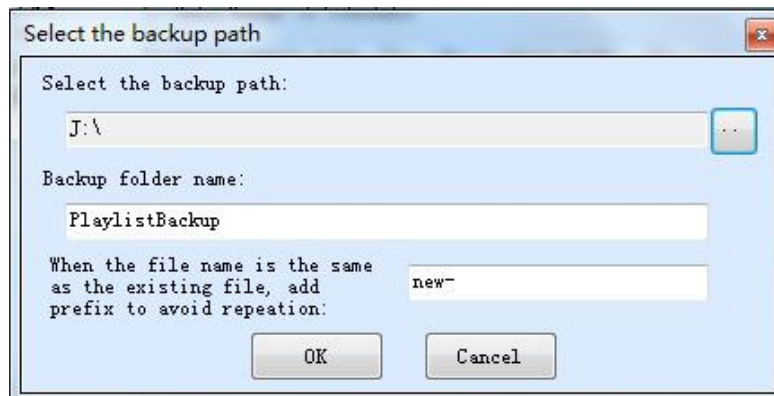 Select the backup path
Select the backup path:
J:\
..
Backup folder name:
PlaylistBackup
When the file name is the same
as the existing file, add
prefix to avoid repeation:
new-
OK
Cancel